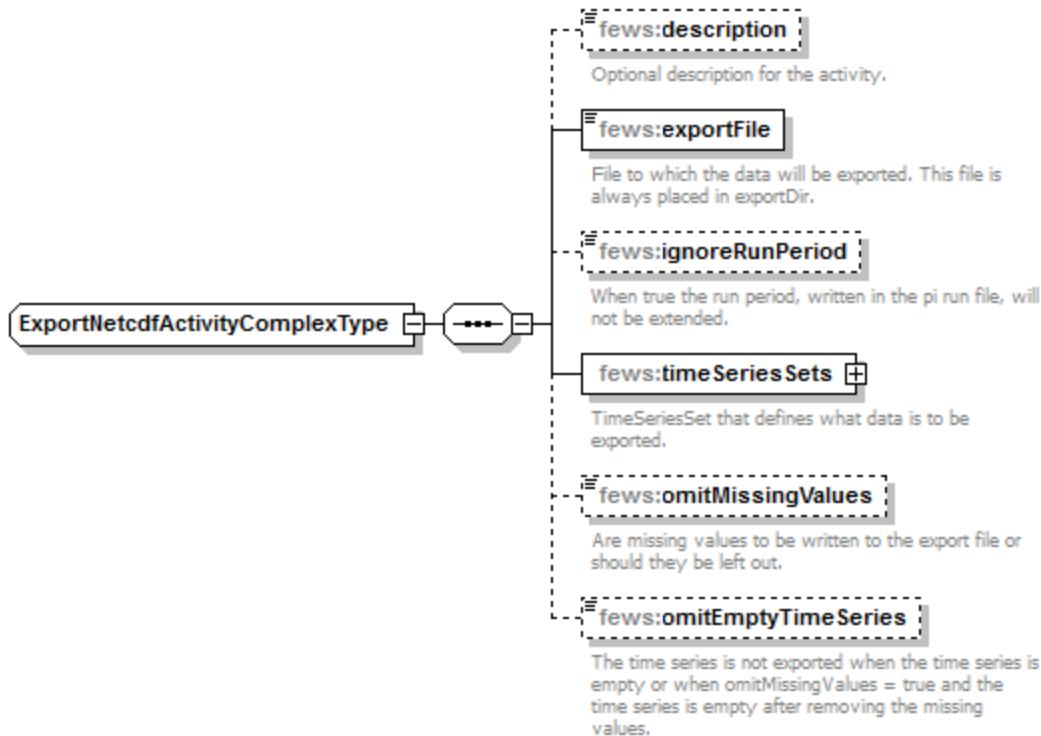 fews:description
Optional description for the activity.
fews:exportFile
File to which the data will be exported. This file is
always placed in exportDir.
fews:ignoreRunPeriod
When true the run period, written in the pi run file, will
not be extended.
ExportNetcdfActivityComplexType
fews:timeSeriesSets
TimeSeriesSet that defines what data is to be
exported.
fews:omitMissingValues
Are missing values to be written to the export file or
should they be left out.
fews:omitEmptyTimeSeries
The time series is not exported when the time series is
empty or when omitMissingValues = true and the
time series is empty after removing the missing
values.